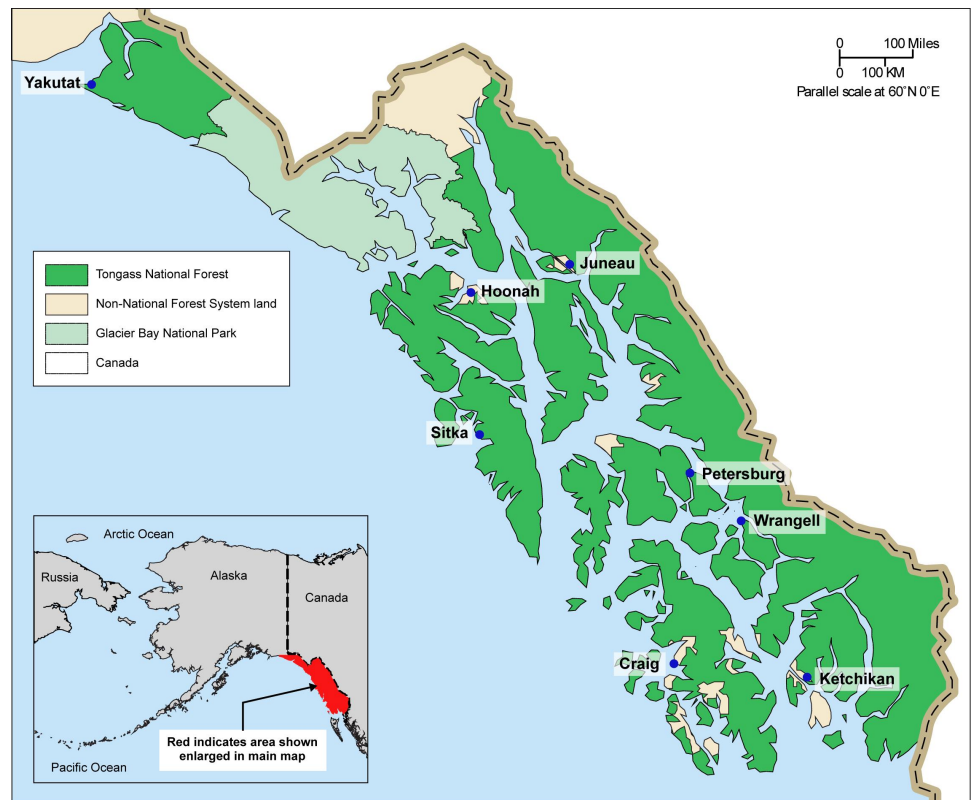 0 100 Miles
0 100 KM
Parallel scale at 60°N 0°E
Yakutat
Juneau
Hoonah
Sitka
Petersburg
Wrangell
Craig
Ketchikan
Tongass National Forest
Non-National Forest System land
Glacier Bay National Park
Canada
Arctic Ocean
Russia
Alaska
Canada
Red indicates area shown
enlarged in main map
Pacific Ocean